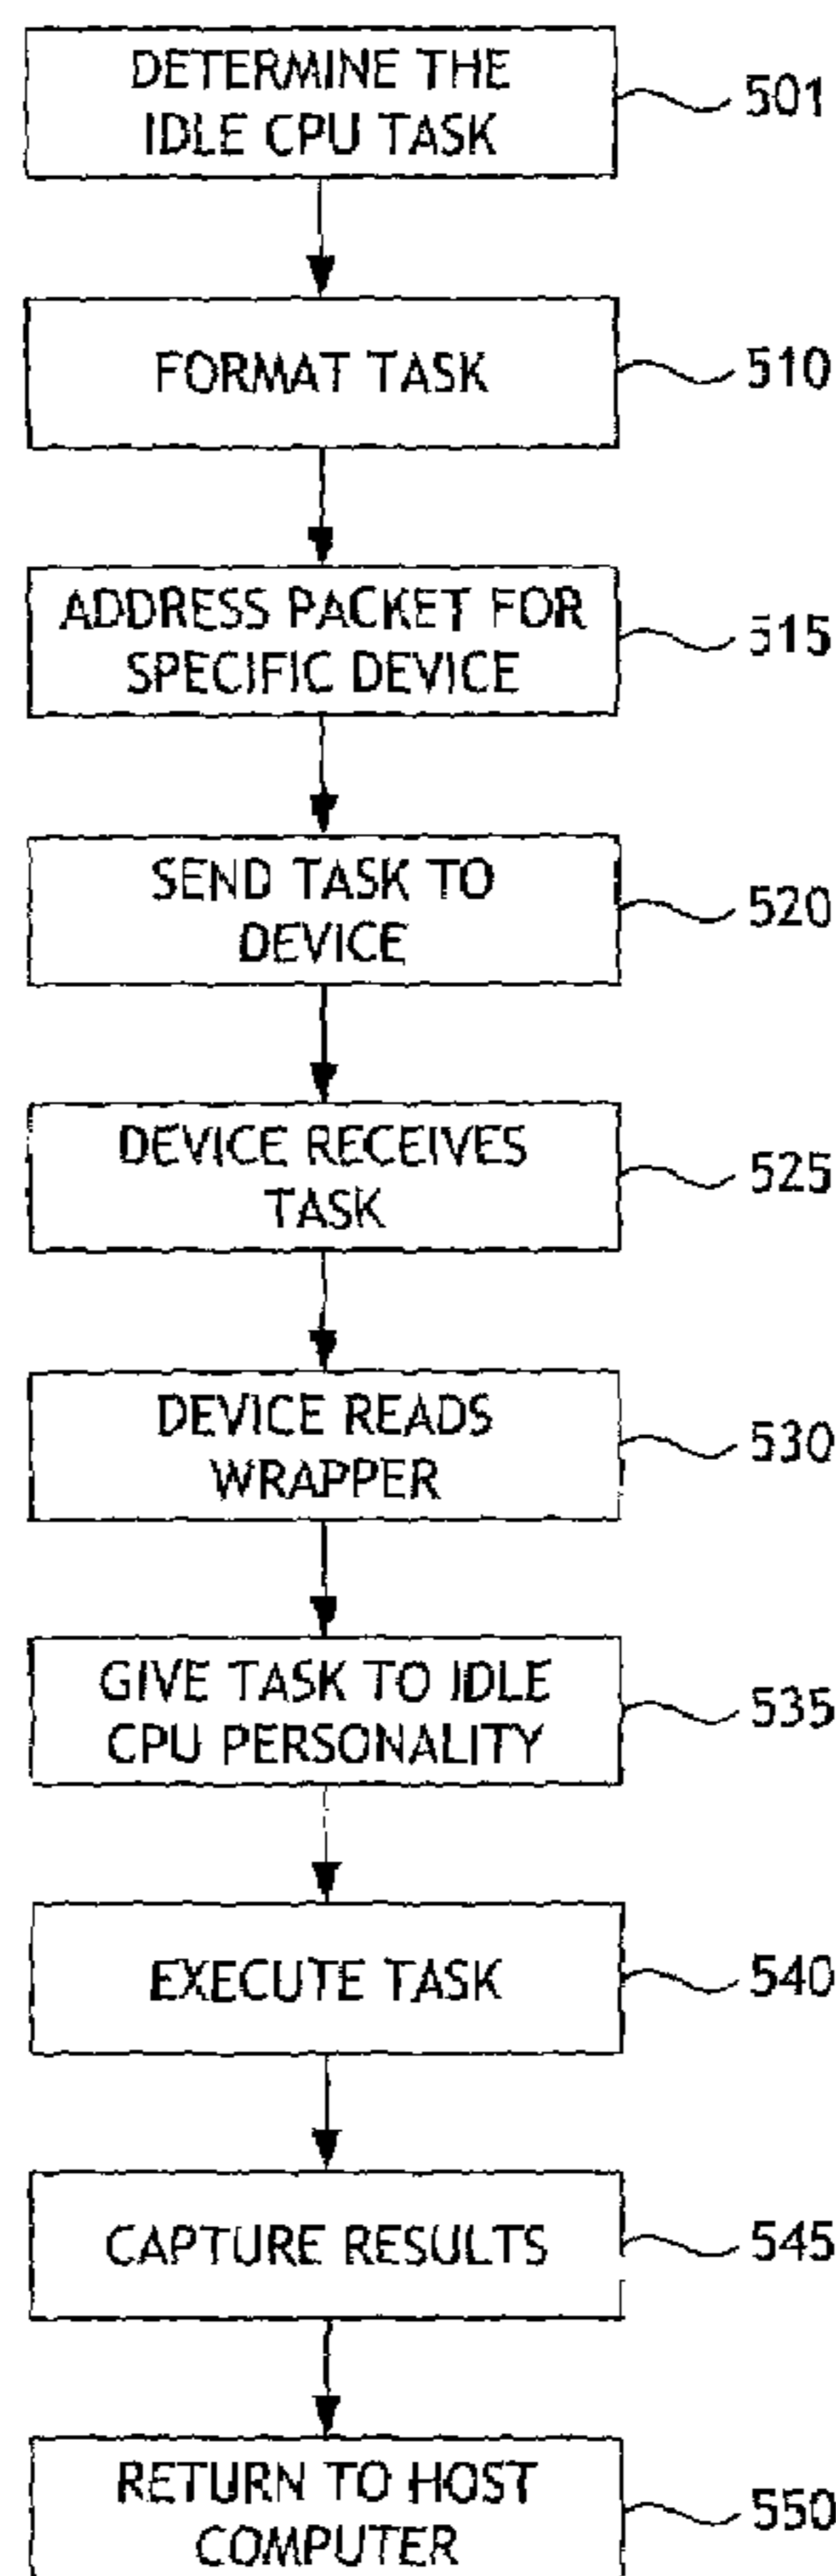 DETERMINE THE
IDLE CPU TASK
501
FORMAT TASK
510
ADDRESS PACKET FOR
SPECIFIC DEVICE
515
SEND TASK TO
DEVICE
520
DEVICE RECEIVES
TASK
525
DEVICE READS
WRAPPER
530
GIVE TASK TO IDLE
CPU PERSONALITY
535
EXECUTE TASK
540
CAPTURE RESULTS
545
RETURN TO HOST
COMPUTER
550